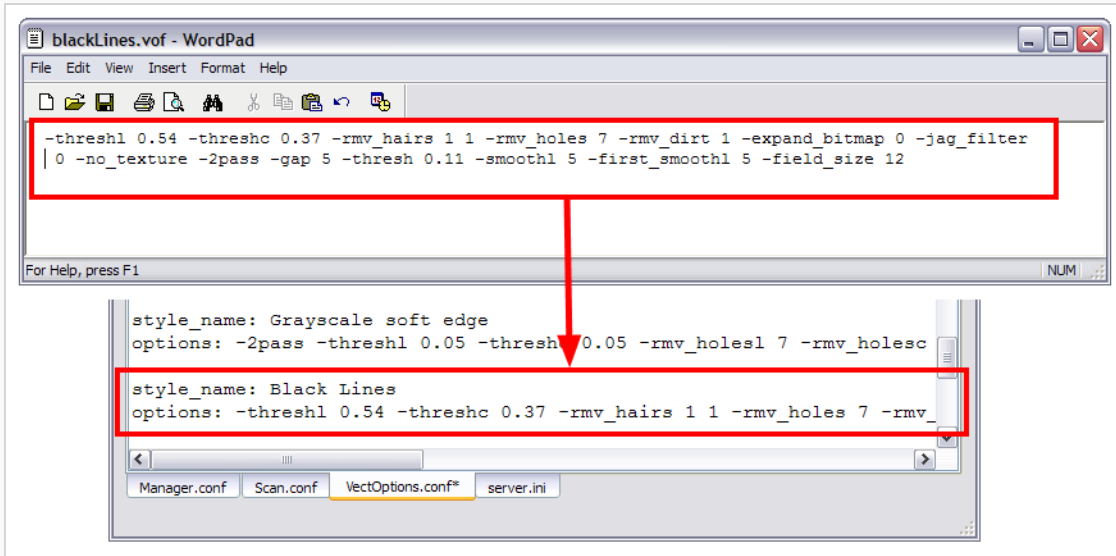 blackLines.vof - WordPad
File Edit View Insert Format Help
-threshl 0.54 -threshc 0.37 -rmv_hairs 1 1 -rmv_holes 7 -rmv_dirt 1 -expand_bitmap 0 -jag_filter
0 -no_texture -2pass -gap 5 -thresh 0.11 -smoothl 5 -first_smoothl 5 -field_size 12
For Help, press F1 NUM
style_name: Grayscale soft edge
options: -2pass -threshl 0.05 -thresh 0.05 -rmv_holesl 7 -rmv_holesc
style_name: Black Lines
options: -threshl 0.54 -threshc 0.37 -rmv_hairs 1 1 -rmv_holes 7 -rmv_
Manager.conf Scan.conf VectOptions.conf* server.ini